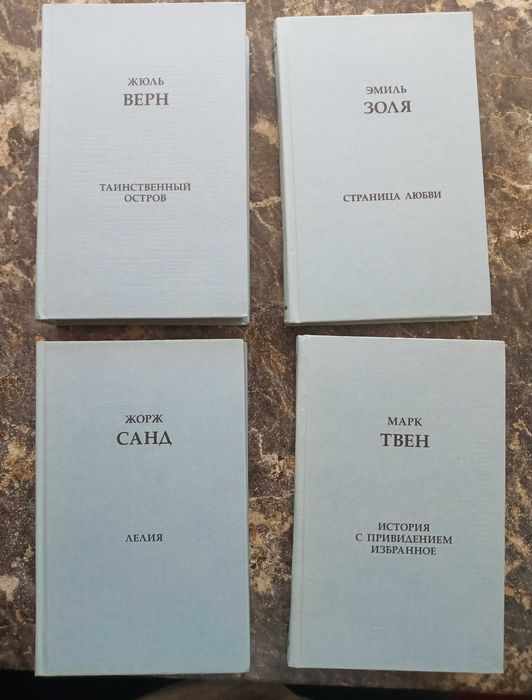 ЖЮЛЬ
ВЕРН
ТАИНСТВЕННЫЙ
ОСТРОВ
ЭМИЛЬ
ЗОЛЯ
СТРАНИЦА ЛЮБВИ
ЖОРЖ
САНД
ЛЕЛИЯ
МАРК
ТВЕН
ИСТОРИЯ
С ПРИВИДЕНИЕМ
ИЗБРАННОЕ